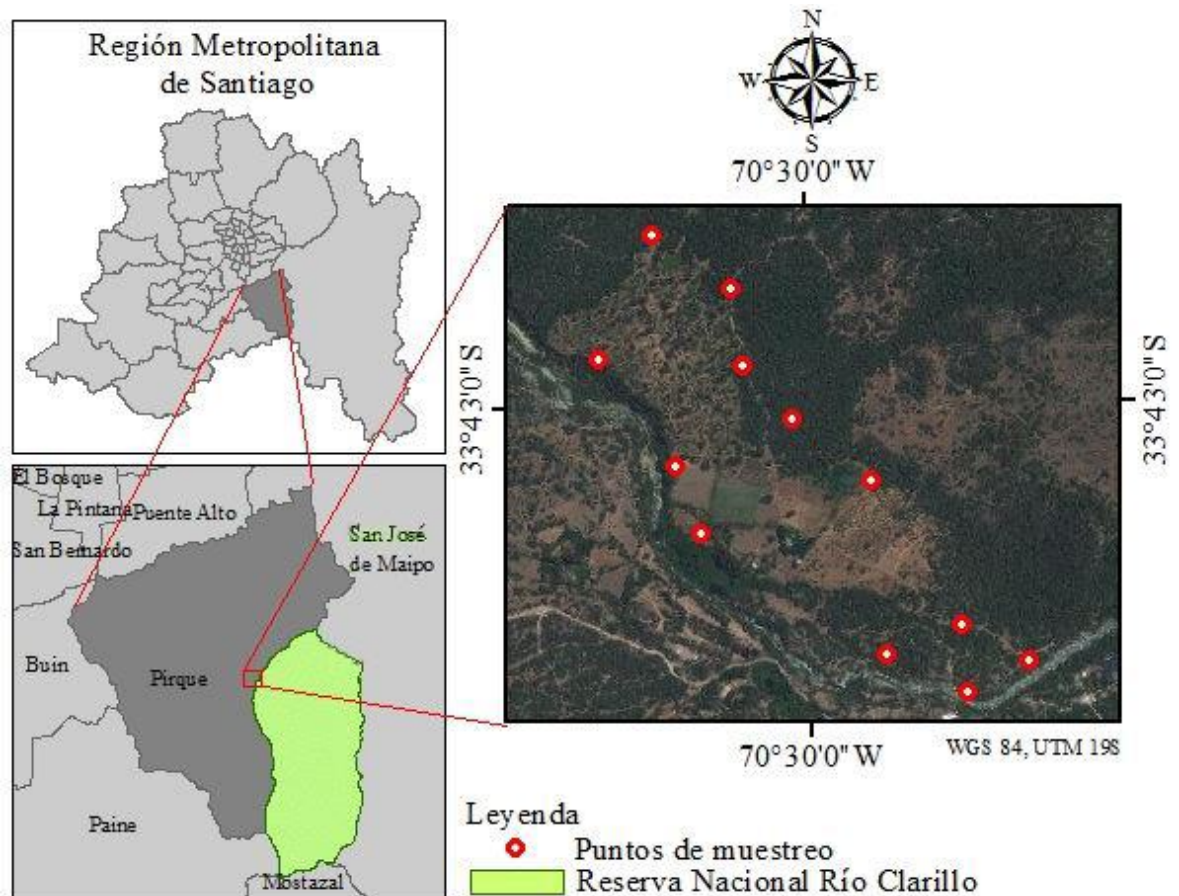 Región Metropolitana
de Santiago
N
W
E
S
70°30'0" W
33°43'0" S
33°43'0" S
El Bosque
La Pintana
Puente Alto
San Bernardo
San José
de Maipo
Buin
Pirque
Paine
Mostazal
70°30'0" W
WGS 84, UTM 19S
Leyenda
Puntos de muestreo
Reserva Nacional Río Clarillo